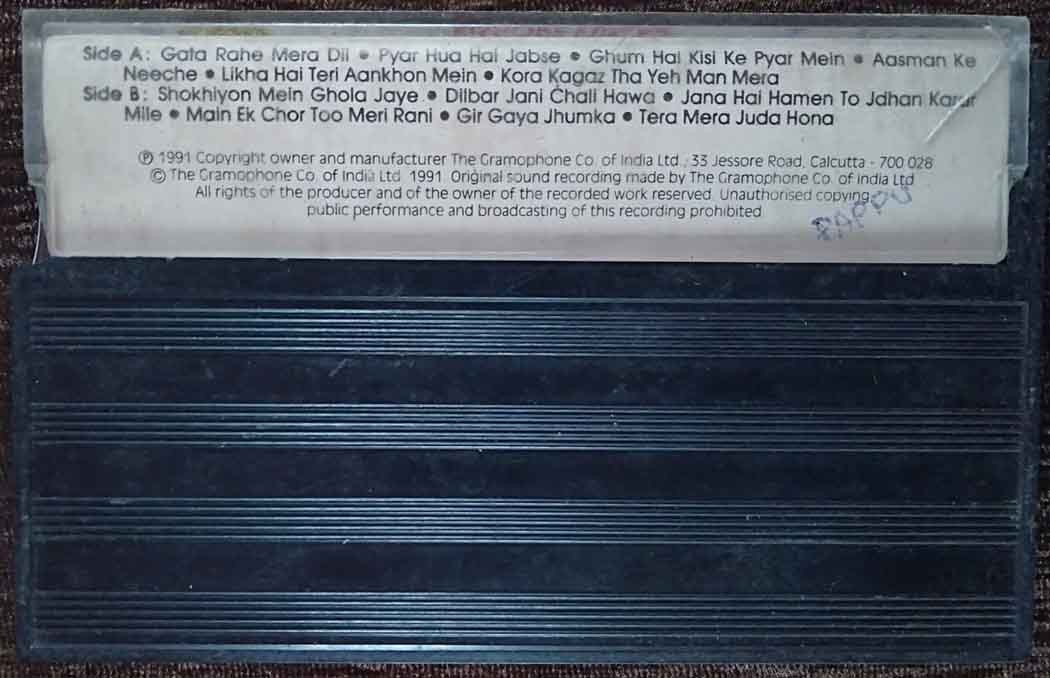 Side A: Gata Rahe Mera Dil • Pyar Hua Hai Jabse • Ghum Hai Kisi Ke Pyar Mein • Aasman Ke
Neeche • Likha Hai Teri Aankhon Mein • Kora Kagaz Tha Yeh Man Mera
Side B: Shokhiyon Mein Ghola Jaye • Dilbar Jani Chali Hawa • Jana Hai Hamen To Jdhan Karar
Mile • Main Ek Chor Too Meri Rani • Gir Gaya Jhumka • Tera Mera Juda Hona
℗ 1991 Copyright owner and manufacturer The Gramophone Co. of India Ltd., 33 Jessore Road, Calcutta - 700 028
© The Gramophone Co. of India Ltd. 1991. Original sound recording made by The Gramophone Co. of India Ltd.
All rights of the producer and of the owner of the recorded work reserved. Unauthorised copying,
public performance and broadcasting of this recording prohibited.
PAPPU